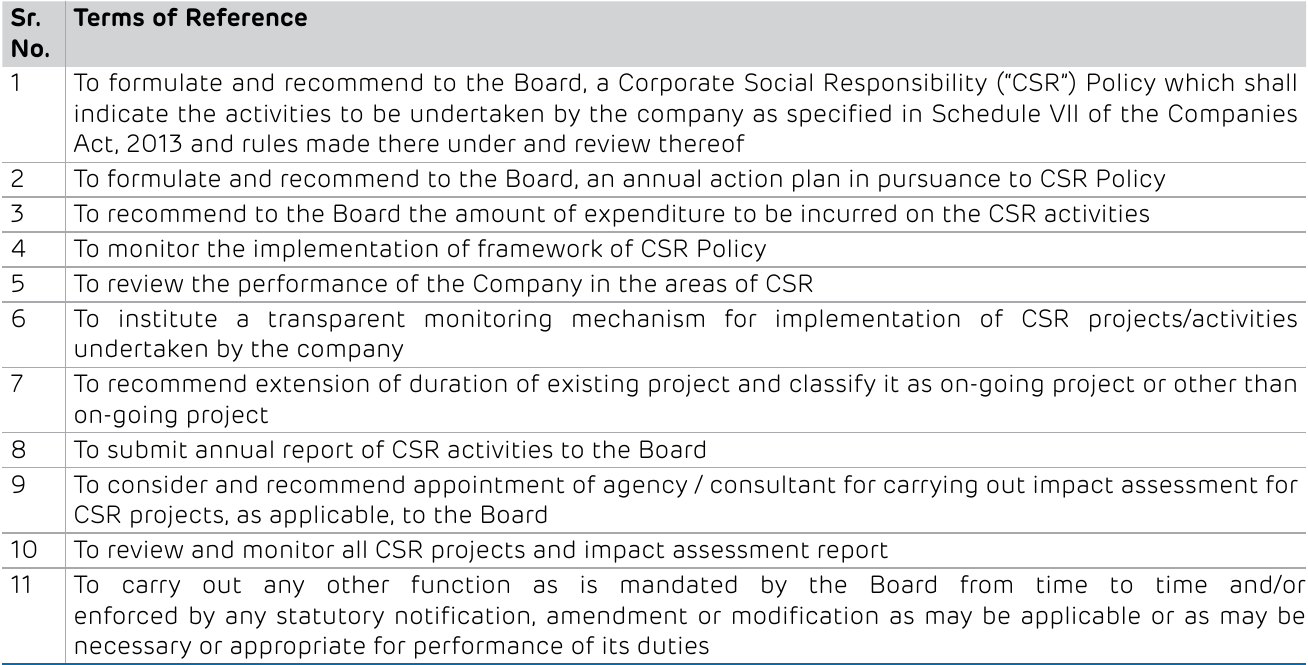 Sr. Terms of Reference
No.
1 To formulate and recommend to the Board, a Corporate Social Responsibility (“CSR”) Policy which shall
indicate the activities to be undertaken by the company as specified in Schedule VII of the Companies
Act, 2013 and rules made there under and review thereof
2 To formulate and recommend to the Board, an annual action plan in pursuance to CSR Policy
3 To recommend to the Board the amount of expenditure to be incurred on the CSR activities
4 To monitor the implementation of framework of CSR Policy
5 To review the performance of the Company in the areas of CSR
6 To institute a transparent monitoring mechanism for implementation of CSR projects/activities
undertaken by the company
7 To recommend extension of duration of existing project and classify it as on-going project or other than
on-going project
8 To submit annual report of CSR activities to the Board
9 To consider and recommend appointment of agency / consultant for carrying out impact assessment for
CSR projects, as applicable, to the Board
10 To review and monitor all CSR projects and impact assessment report
11 To carry out any other function as is mandated by the Board from time to time and/or
enforced by any statutory notification, amendment or modification as may be applicable or as may be
necessary or appropriate for performance of its duties